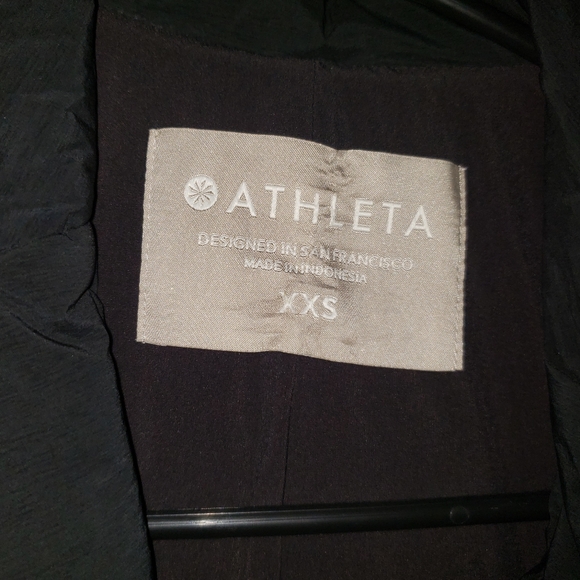 ATHLETA
DESIGNED IN SAN FRANCISCO
MADE IN INDONESIA
XXS